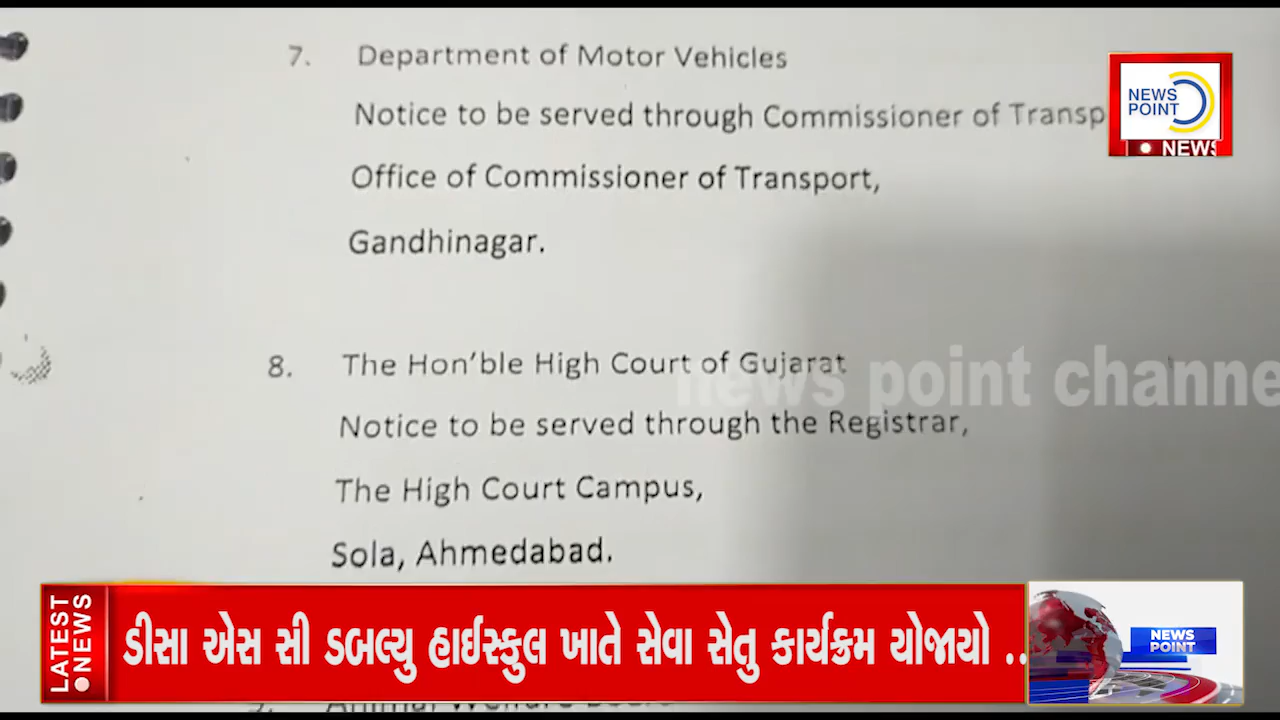 7. Department of Motor Vehicles
Notice to be served through Commissioner of Transp
Office of Commissioner of Transport,
Gandhinagar.
8. The Hon'ble High Court of Gujarat
Notice to be served through the Registrar,
The High Court Campus,
Sola, Ahmedabad.
NEWS
POINT
NEWS
news point channe
LATEST
NEWS
ડીસા એસ સી ડબલ્યુ હાઈસ્કુલ ખાતે સેવા સેતુ કાર્યક્રમ યોજાયો ..
NEWS
POINT